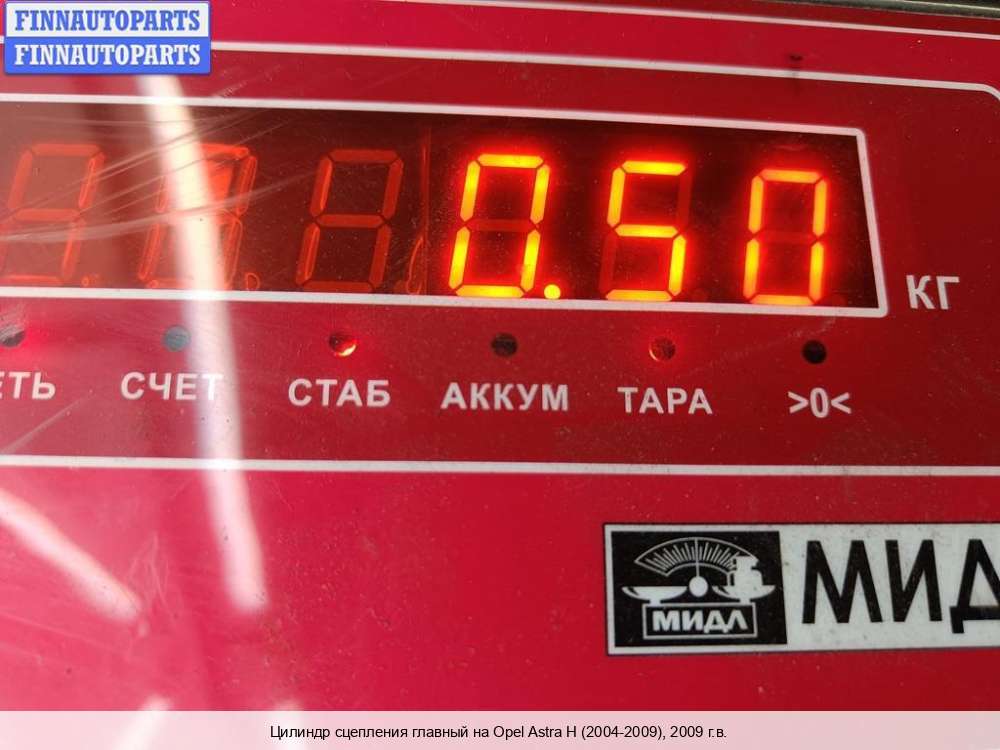 FINNAUTOPARTS
FINNAUTOPARTS
0.50
КГ
СЧЕТ СТАБ АККУМ ТАРА >0<
МИДЛ
Цилиндр сцепления главный на Opel Astra H (2004-2009), 2009 г.в.